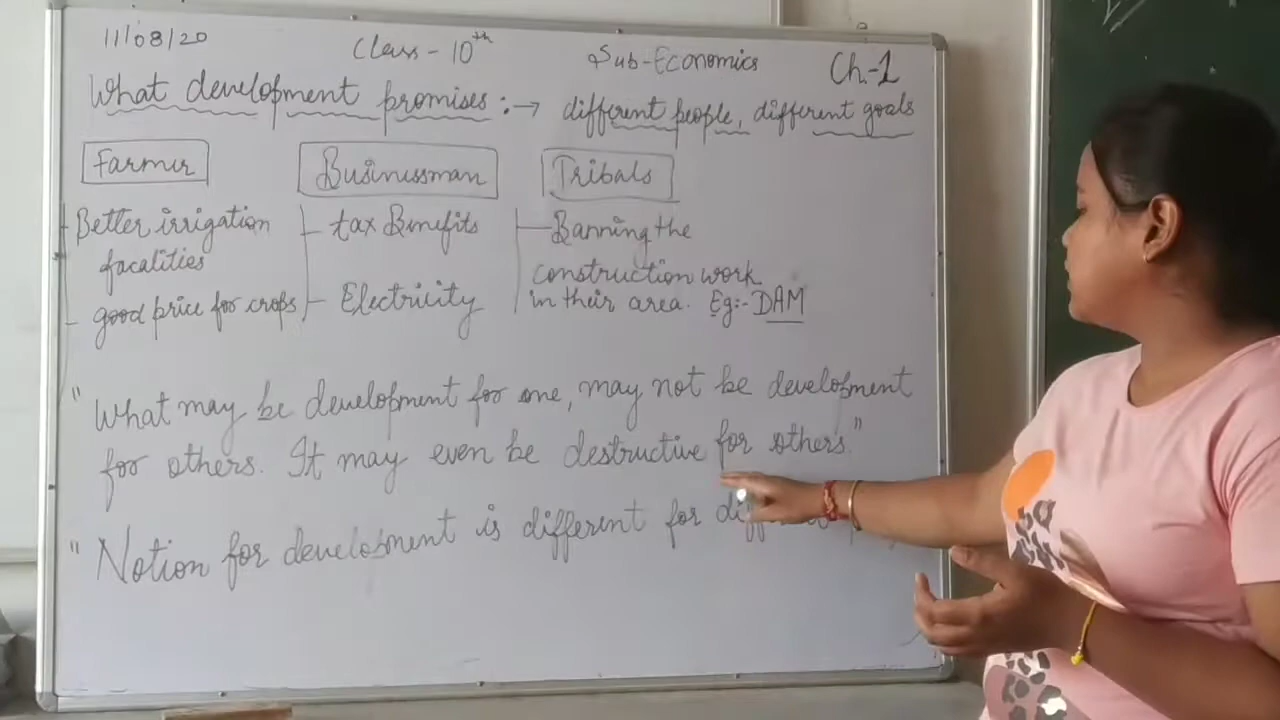 11/08/20 Class - 10th Sub-Economics Ch.-1
What development promises :→ different people, different goals
Farmer Businessman Tribals
Better irrigation
facalities
good price for crops
tax Benefits
Electricity
Banning the
construction work
in their area. Eg:- DAM
"What may be development for one, may not be development
for others. It may even be destructive for others."
"Notion for development is different for